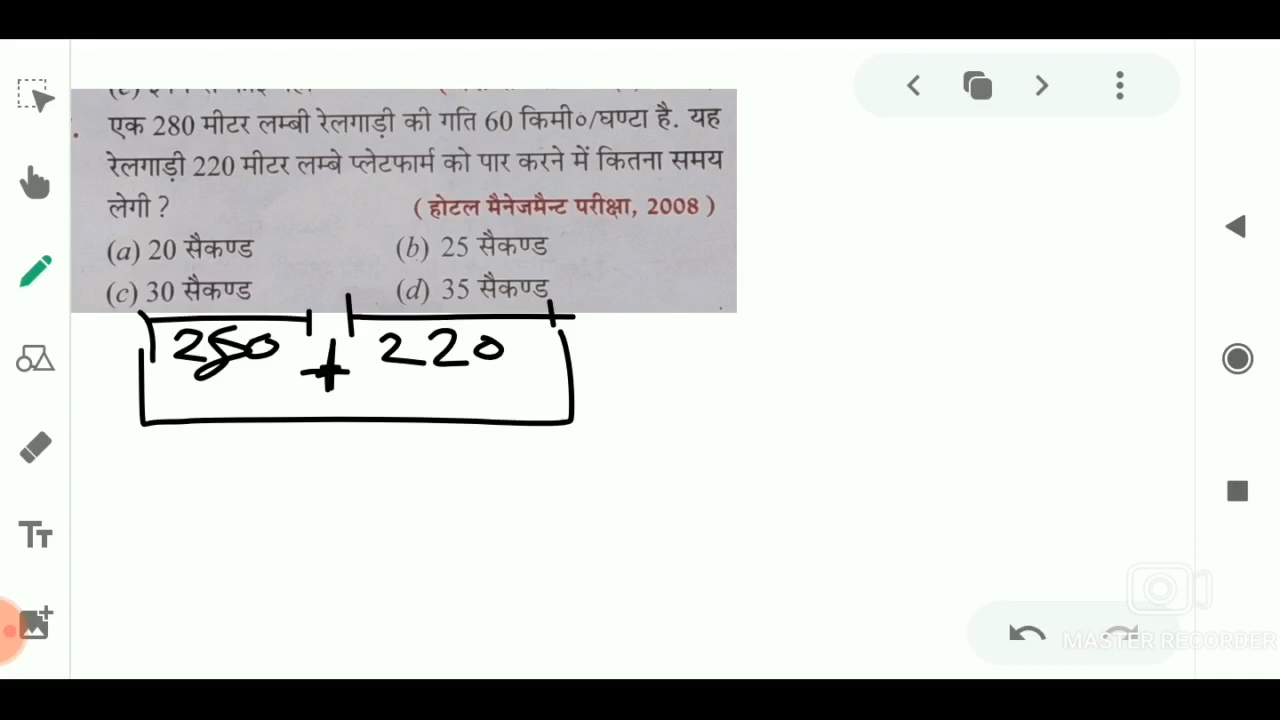 एक 280 मीटर लम्बी रेलगाड़ी की गति 60 किमी०/घण्टा है. यह
रेलगाड़ी 220 मीटर लम्बे प्लेटफार्म को पार करने में कितना समय
लेगी ?
( होटल मैनेजमैन्ट परीक्षा, 2008 )
(a) 20 सैकण्ड (b) 25 सैकण्ड
(c) 30 सैकण्ड (d) 35 सैकण्ड
280 + 220
TT
MASTER RECORDER